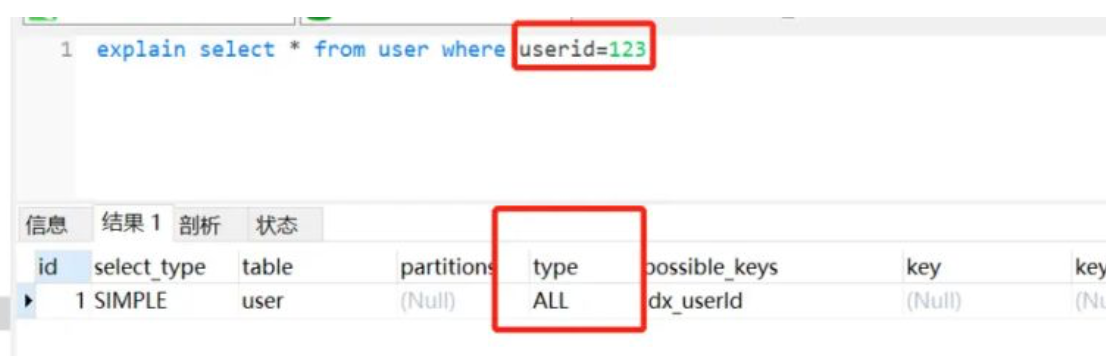 1 explain select * from user where userid=123
信息 结果 1 剖析 状态
id select_type table partitions type possible_keys key key
1 SIMPLE user (Null) ALL idx_userId (Null) (Nu